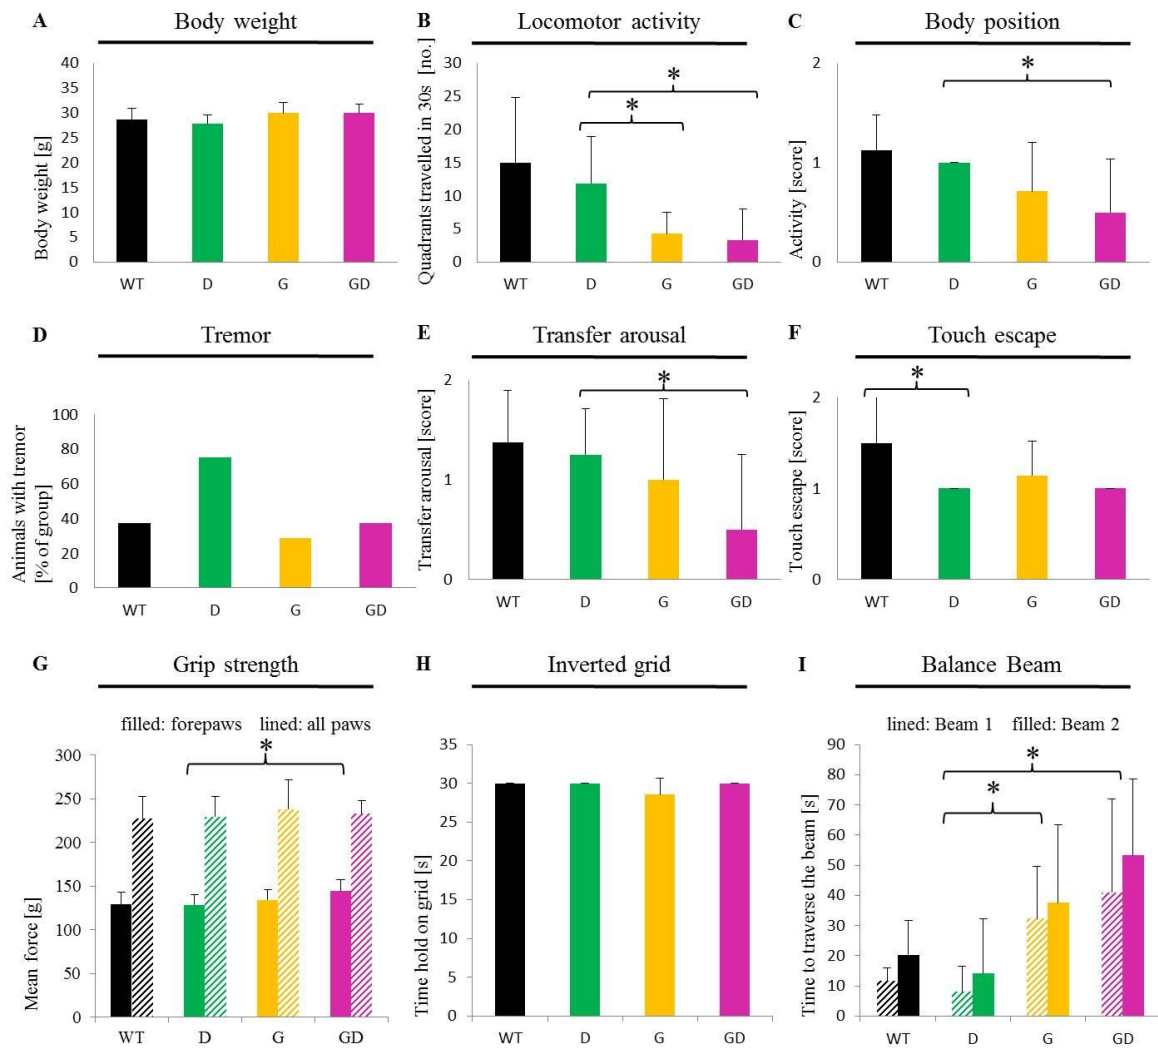 A Body weight
Body weight [g]
40
35
30
25
20
15
10
5
0
WT D G GD
B Locomotor activity
Quadrants travelled in 30s [no.]
30
25
20
15
10
5
0
* *
WT D G GD
C Body position
Activity [score]
2
1
0
*
WT D G GD
D Tremor
Animals with tremor
[% of group]
100
80
60
40
20
0
WT D G GD
E Transfer arousal
Transfer arousal [score]
2
1
0
*
WT D G GD
F Touch escape
Touch escape [score]
2
1
0
*
WT D G GD
G Grip strength
filled: forepaws lined: all paws
Mean force [g]
300
250
200
150
100
50
0
*
WT D G GD
H Inverted grid
Time hold on grid [s]
35
30
25
20
15
10
5
0
WT D G GD
I Balance Beam
lined: Beam 1 filled: Beam 2
Time to traverse the beam [s]
90
80
70
60
50
40
30
20
10
0
* *
WT D G GD